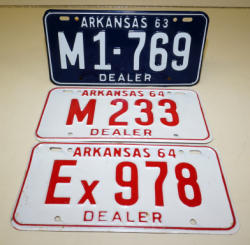 ARKANSAS 63
M1-769
DEALER
ARKANSAS 64
M 233
DEALER
ARKANSAS 64
Ex 978
DEALER